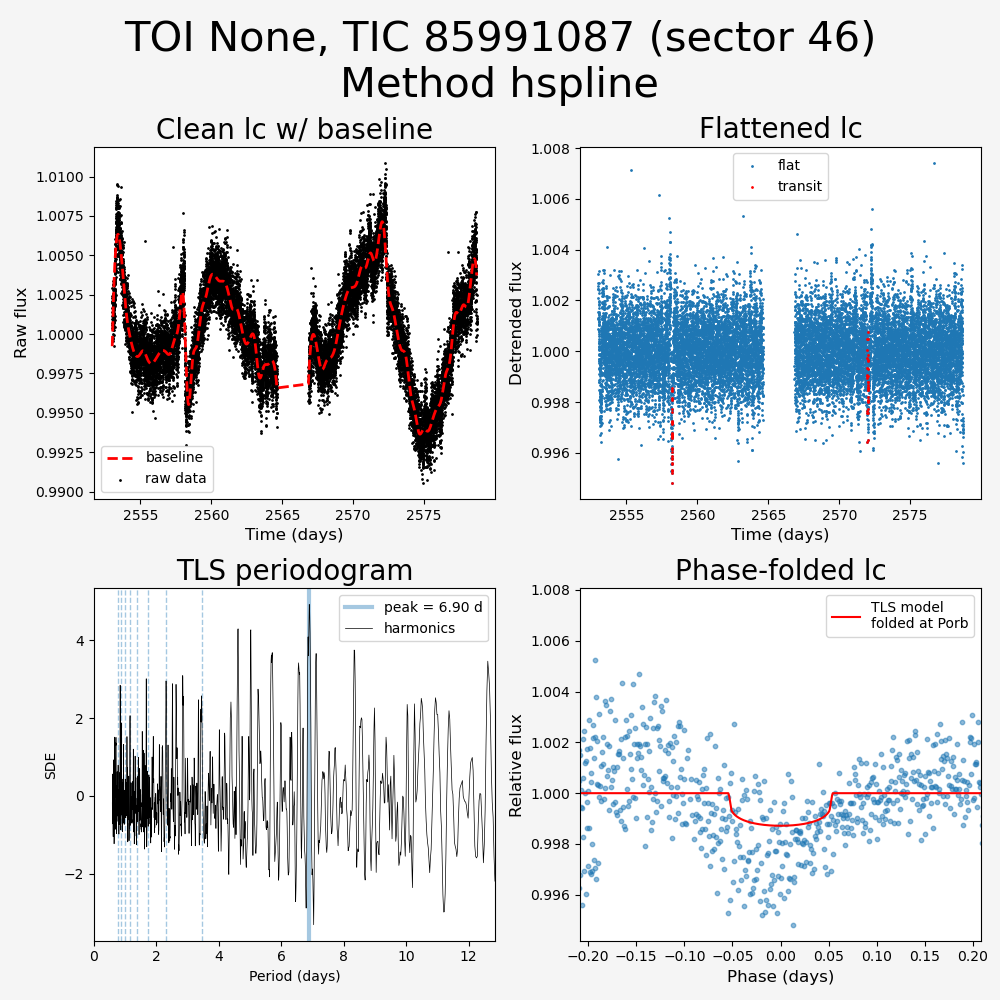 TOI None, TIC 85991087 (sector 46)
Method hspline
Clean lc w/ baseline
Raw flux
1.0100
1.0075
1.0050
1.0025
1.0000
0.9975
0.9950
0.9925
0.9900
baseline
raw data
2555
2560
2565
2570
2575
Time (days)
Flattened lc
Detrended flux
1.008
1.006
1.004
1.002
1.000
0.998
0.996
flat
transit
2555
2560
2565
2570
2575
Time (days)
TLS periodogram
SDE
4
2
0
−2
peak = 6.90 d
harmonics
0
2
4
6
8
10
12
Period (days)
Phase-folded lc
Relative flux
1.008
1.006
1.004
1.002
1.000
0.998
0.996
TLS model
folded at Porb
−0.20
−0.15
−0.10
−0.05
0.00
0.05
0.10
0.15
0.20
Phase (days)